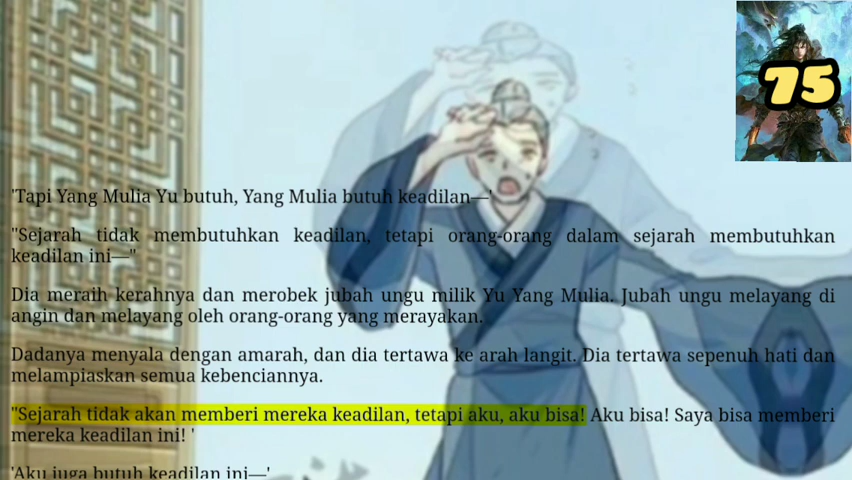 75
'Tapi Yang Mulia Yu butuh, Yang Mulia butuh keadilan—'
"Sejarah tidak membutuhkan keadilan, tetapi orang-orang dalam sejarah membutuhkan
keadilan ini—"
Dia meraih kerahnya dan merobek jubah ungu milik Yu Yang Mulia. Jubah ungu melayang di
angin dan melayang oleh orang-orang yang merayakan.
Dadanya menyala dengan amarah, dan dia tertawa ke arah langit. Dia tertawa sepenuh hati dan
melampiaskan semua kebenciannya.
"Sejarah tidak akan memberi mereka keadilan, tetapi aku, aku bisa! Aku bisa! Saya bisa memberi
mereka keadilan ini! '
'Aku juga butuh keadilan ini—'